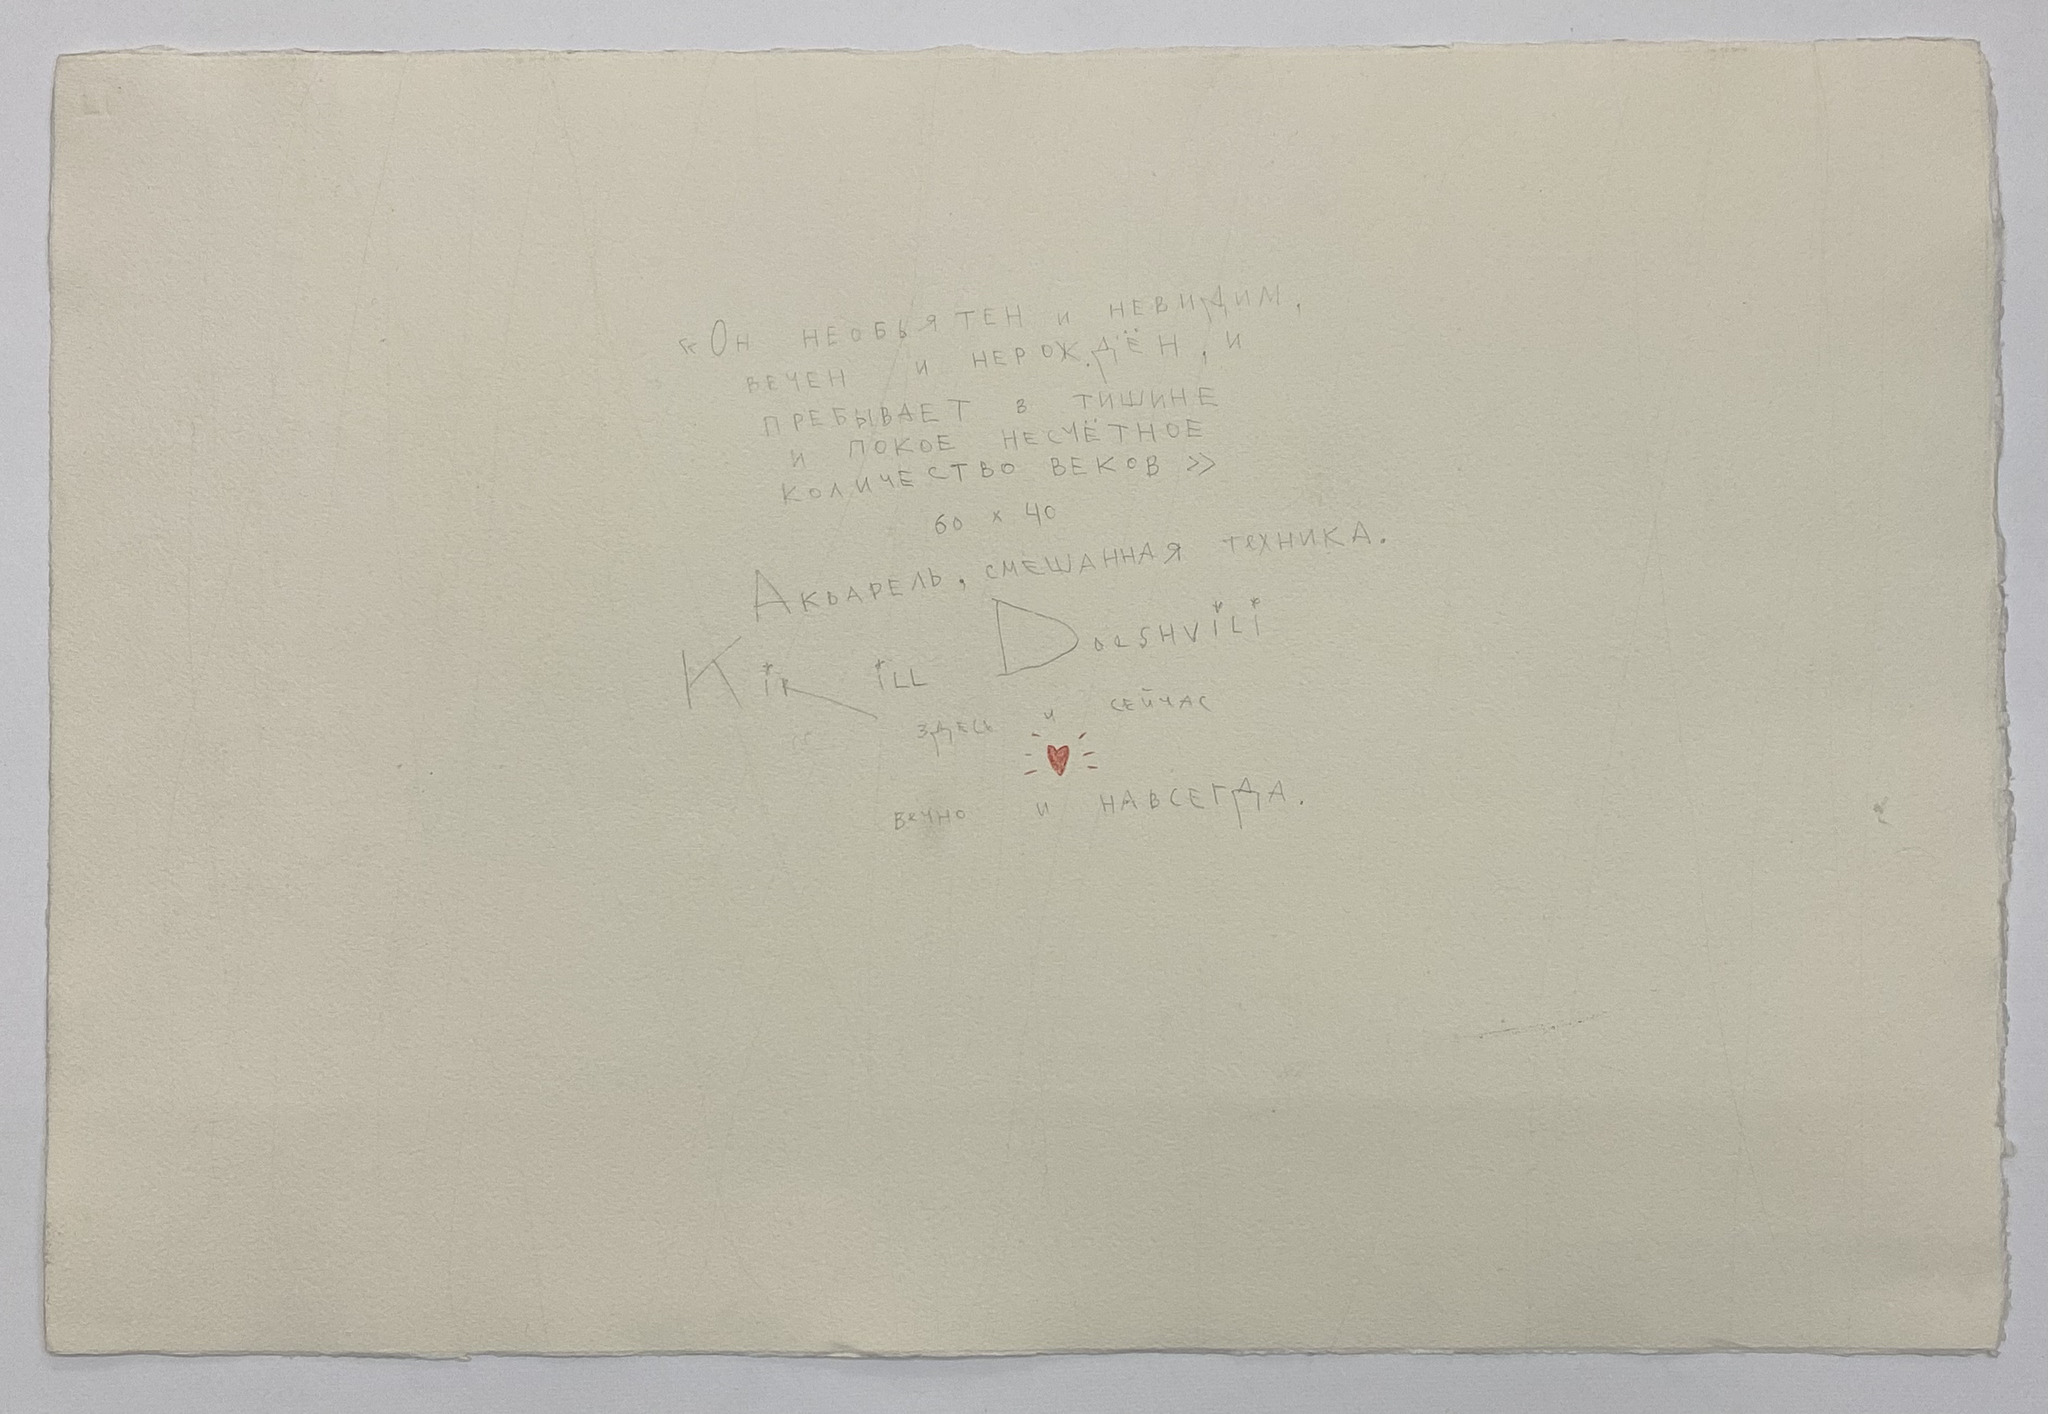 «Он необъятен и невидим,
вечен и нерождён, и
пребывает в тишине
и покое несчётное
количество веков»
60 x 40
Акварель, смешанная техника.
Kirill Doeshvili
здесь и сейчас
вечно и навсегда.